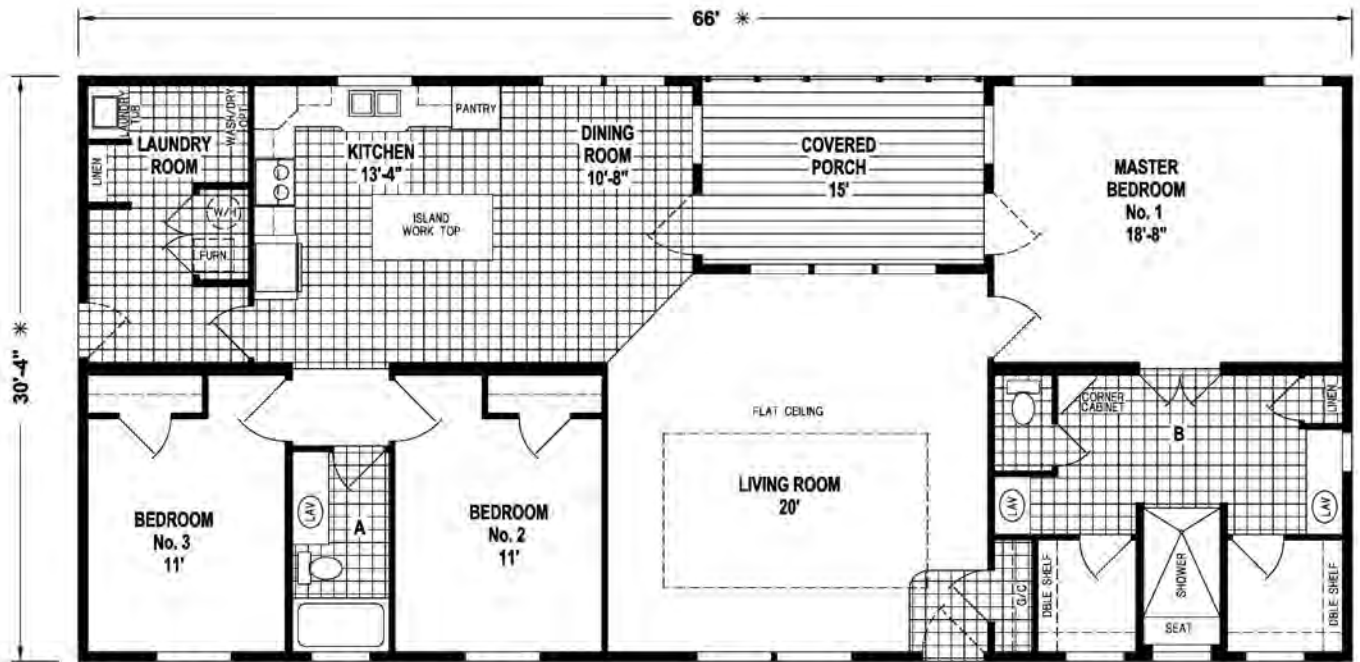 66' *
30'-4" *
LAUNDRY
TUB
WASH/DRY
OPT.
LAUNDRY
ROOM
LINEN
W/H
FURN
KITCHEN
13'-4"
PANTRY
ISLAND
WORK TOP
DINING
ROOM
10'-8"
COVERED
PORCH
15'
MASTER
BEDROOM
No. 1
18'-8"
BEDROOM
No. 3
11'
LAV
A
BEDROOM
No. 2
11'
FLAT CEILING
LIVING ROOM
20'
CORNER
CABINET
B
LINEN
LAV
LAV
G/C
DBLE SHELF
SHOWER
SEAT
DBLE SHELF